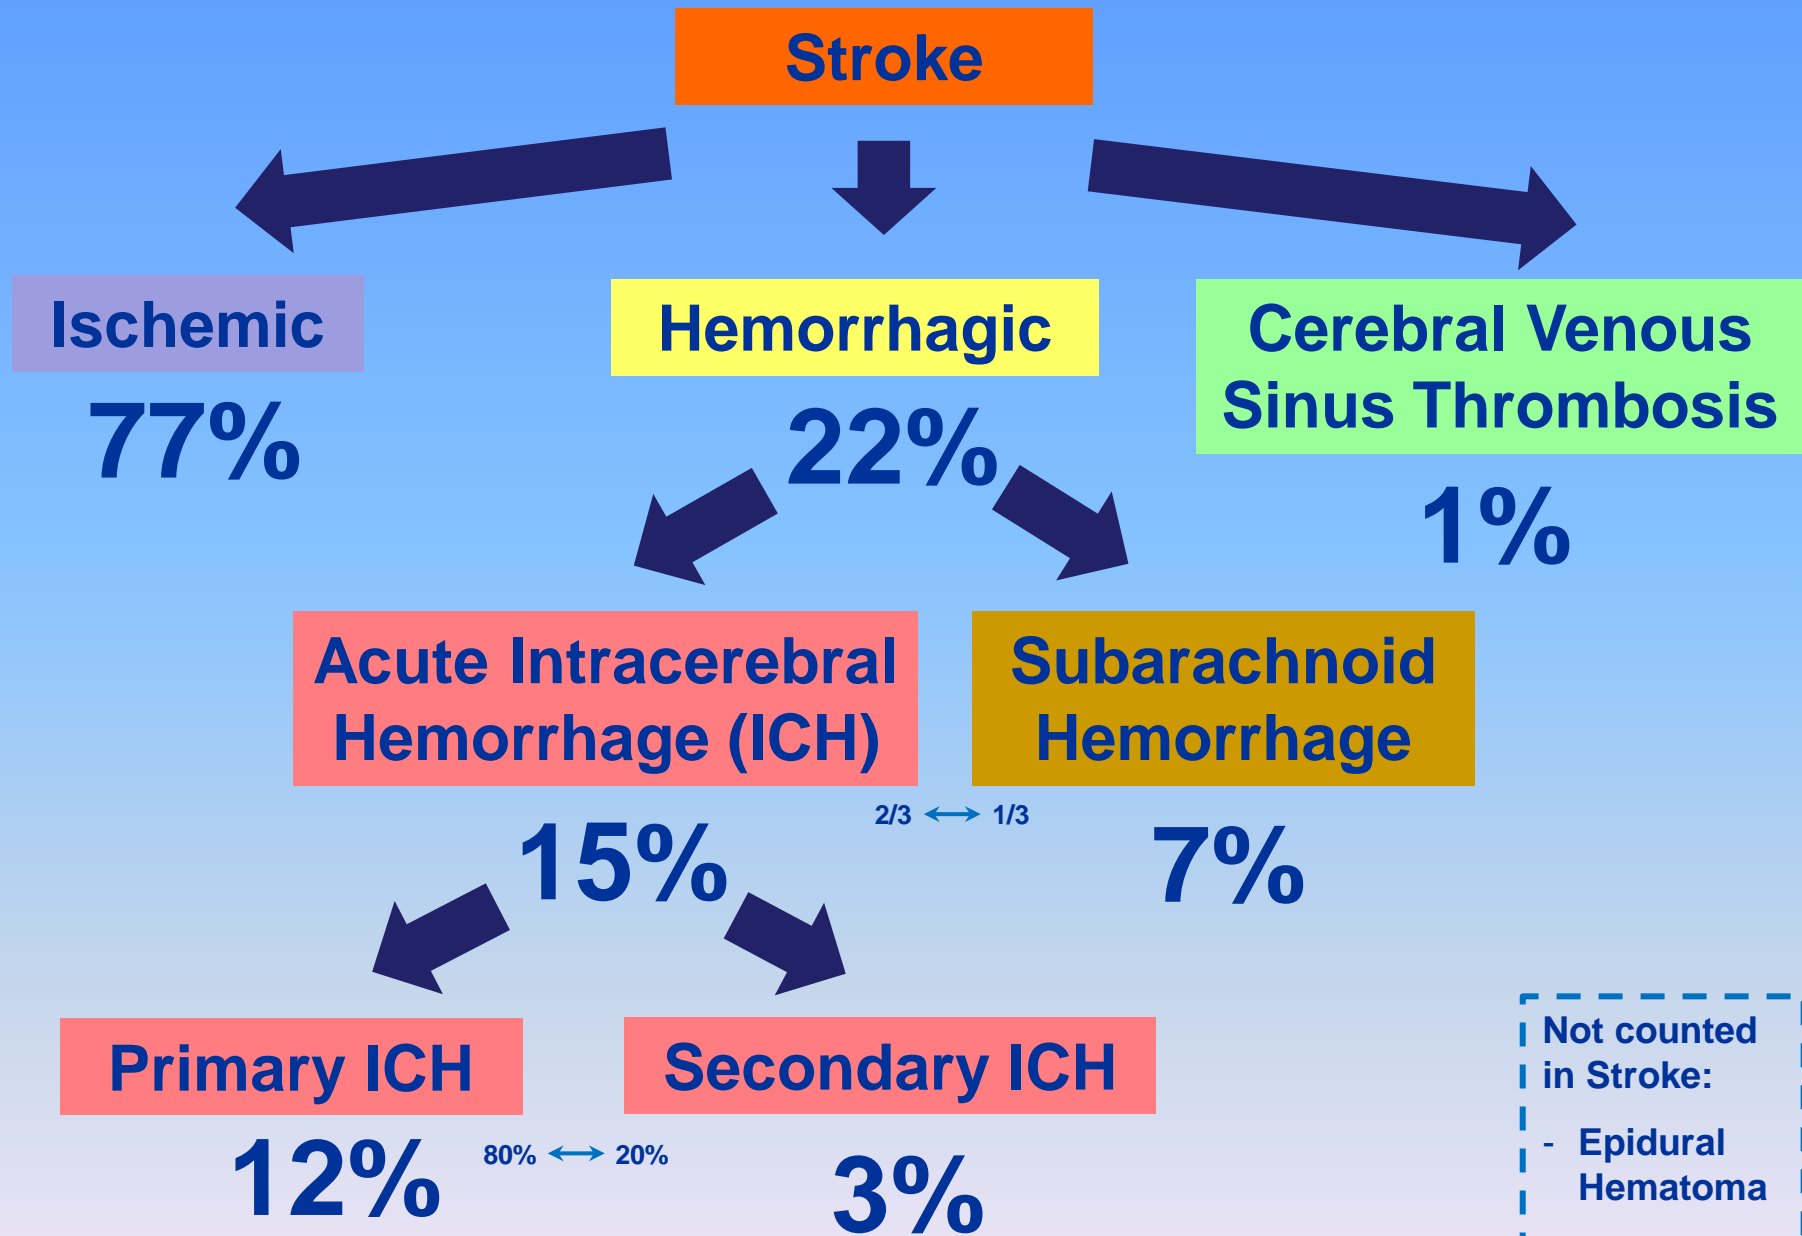 Stroke
Ischemic
77%
Hemorrhagic
22%
Cerebral Venous
Sinus Thrombosis
1%
Acute Intracerebral
Hemorrhage (ICH)
15%
2/3 ⟷ 1/3
Subarachnoid
Hemorrhage
7%
Primary ICH
12%
80% ⟷ 20%
Secondary ICH
3%
Not counted
in Stroke:
- Epidural
Hematoma